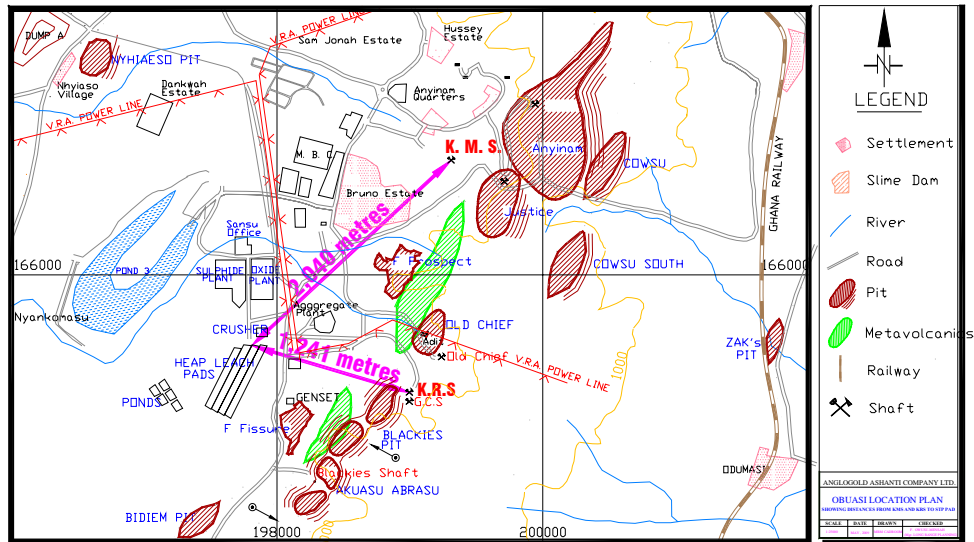 DUMP A
NYHIAESO PIT
Nhyiaso
Village
Dankwah
Estate
V.R.A. POWER LINE
V.R.A. POWER LINE
Sam Jonah Estate
Hussey
Estate
Anyinam
Quarters
K. M. S.
M. B. C
Bruno Estate
Anyinam
COWSU
Justice
GHANA RAILWAY
Sansu
Office
POND 3
SULPHIDE
PLANT
OXIDE
PLANT
2.040 metres
F Prospect
COWSU SOUTH
166000
166000
Nyankomasu
Agggregate
Plant
CRUSHER
OLD CHIEF
Adit
Old Chief
V.R.A. POWER LINE
1000
ZAK's
PIT
1.241 metres
HEAP LEACH
PADS
K.R.S
G.C.S
PONDS
GENSET
F Fissure
BLACKIES
PIT
Blackies Shaft
AKUASU ABRASU
BIDIEM PIT
ODUMASI
198000
200000
N
LEGEND
Settlement
Slime Dam
River
Road
Pit
Metavolcanics
Railway
Shaft
ANGLOGOLD ASHANTI COMPANY LTD.
OBUASI LOCATION PLAN
SHOWING DISTANCES FROM KMS AND KRS TO STP PAD
SCALE
DATE
DRAWN
CHECKED